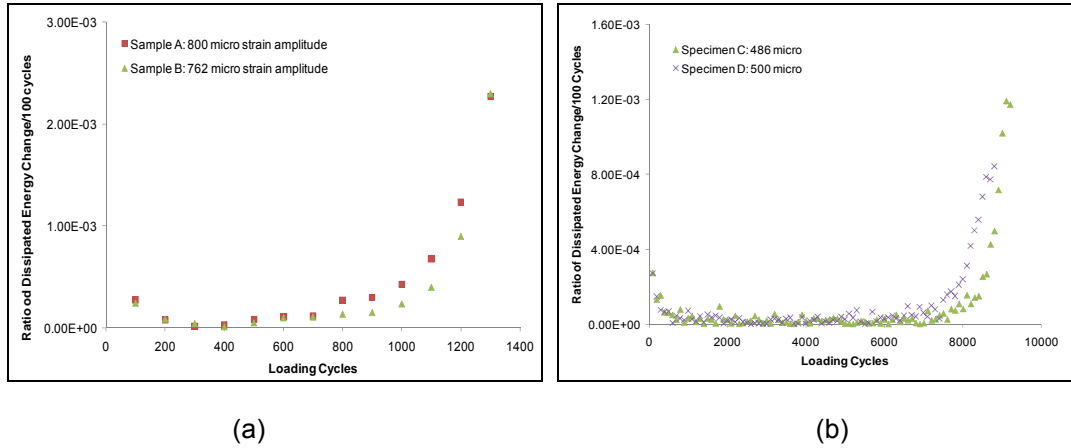 3.00E-03
2.00E-03
1.00E-03
0.00E+00
Ratio od Dissipated Energy Change/100 cycles
Sample A: 800 micro strain amplitude
Sample B: 762 micro strain amplitude
0 200 400 600 800 1000 1200 1400
Loading Cycles
(a)
1.60E-03
1.20E-03
8.00E-04
4.00E-04
0.00E+00
Ratio of Dissipated Energy Change/100 Cycles
Specimen C: 486 micro
Specimen D: 500 micro
0 2000 4000 6000 8000 10000
Loading Cycles
(b)